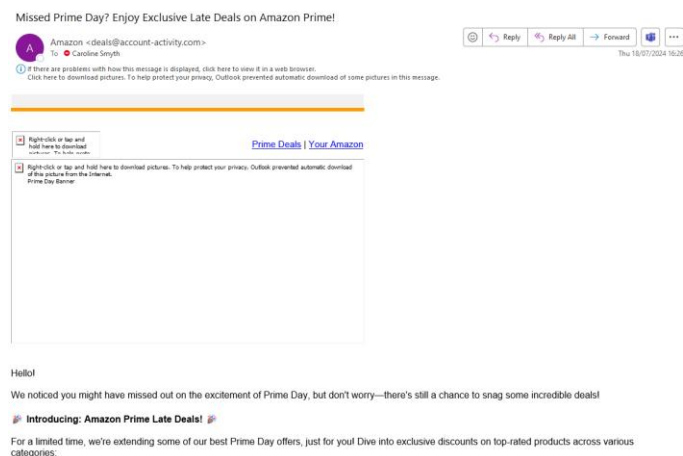 Missed Prime Day? Enjoy Exclusive Late Deals on Amazon Prime!
A
Amazon <deals@account-activity.com>
To Caroline Smyth
Reply
Reply All
Forward
Thu 18/07/2024 16:26
If there are problems with how this message is displayed, click here to view it in a web browser.
Click here to download pictures. To help protect your privacy, Outlook prevented automatic download of some pictures in this message.
Right-click or tap and
hold here to download
pictures. To help prote
Prime Deals | Your Amazon
Right-click or tap and hold here to download pictures. To help protect your privacy, Outlook prevented automatic download
of this picture from the Internet.
Prime Day Banner
Hello!
We noticed you might have missed out on the excitement of Prime Day, but don't worry—there's still a chance to snag some incredible deals!
🎉 Introducing: Amazon Prime Late Deals! 🎉
For a limited time, we're extending some of our best Prime Day offers, just for you! Dive into exclusive discounts on top-rated products across various
categories: